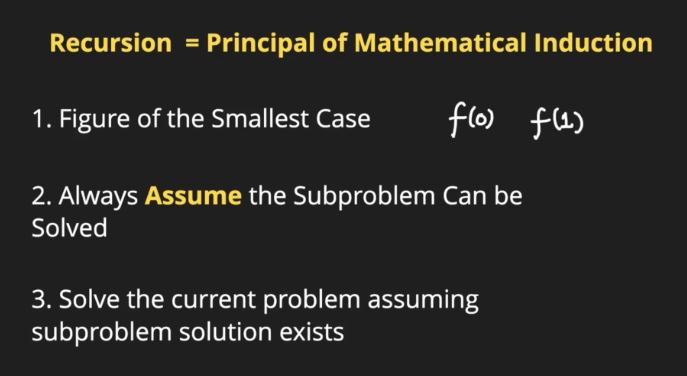 Recursion = Principal of Mathematical Induction
1. Figure of the Smallest Case f(0) f(1)
2. Always Assume the Subproblem Can be
Solved
3. Solve the current problem assuming
subproblem solution exists